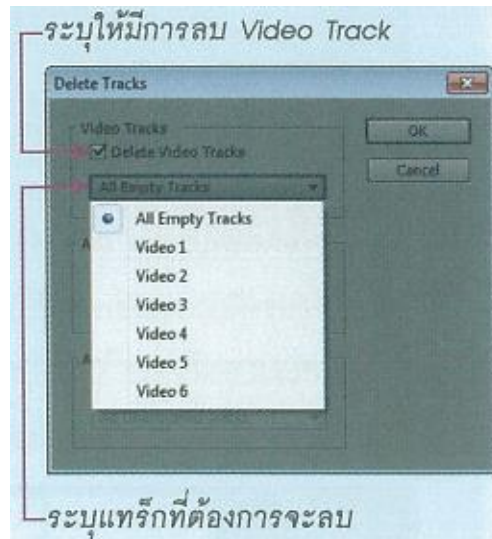 ระบุให้มีการลบ Video Track
Delete Tracks
Video Tracks
Delete Video Tracks
OK
Cancel
All Empty Tracks
All Empty Tracks
Video 1
Video 2
Video 3
Video 4
Video 5
Video 6
ระบุแทร็กที่ต้องการจะลบ